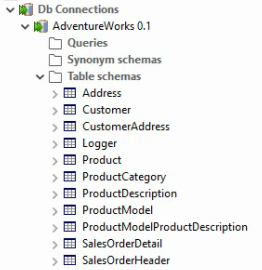 Db Connections
AdventureWorks 0.1
Queries
Synonym schemas
Table schemas
Address
Customer
CustomerAddress
Logger
Product
ProductCategory
ProductDescription
ProductModel
ProductModelProductDescription
SalesOrderDetail
SalesOrderHeader